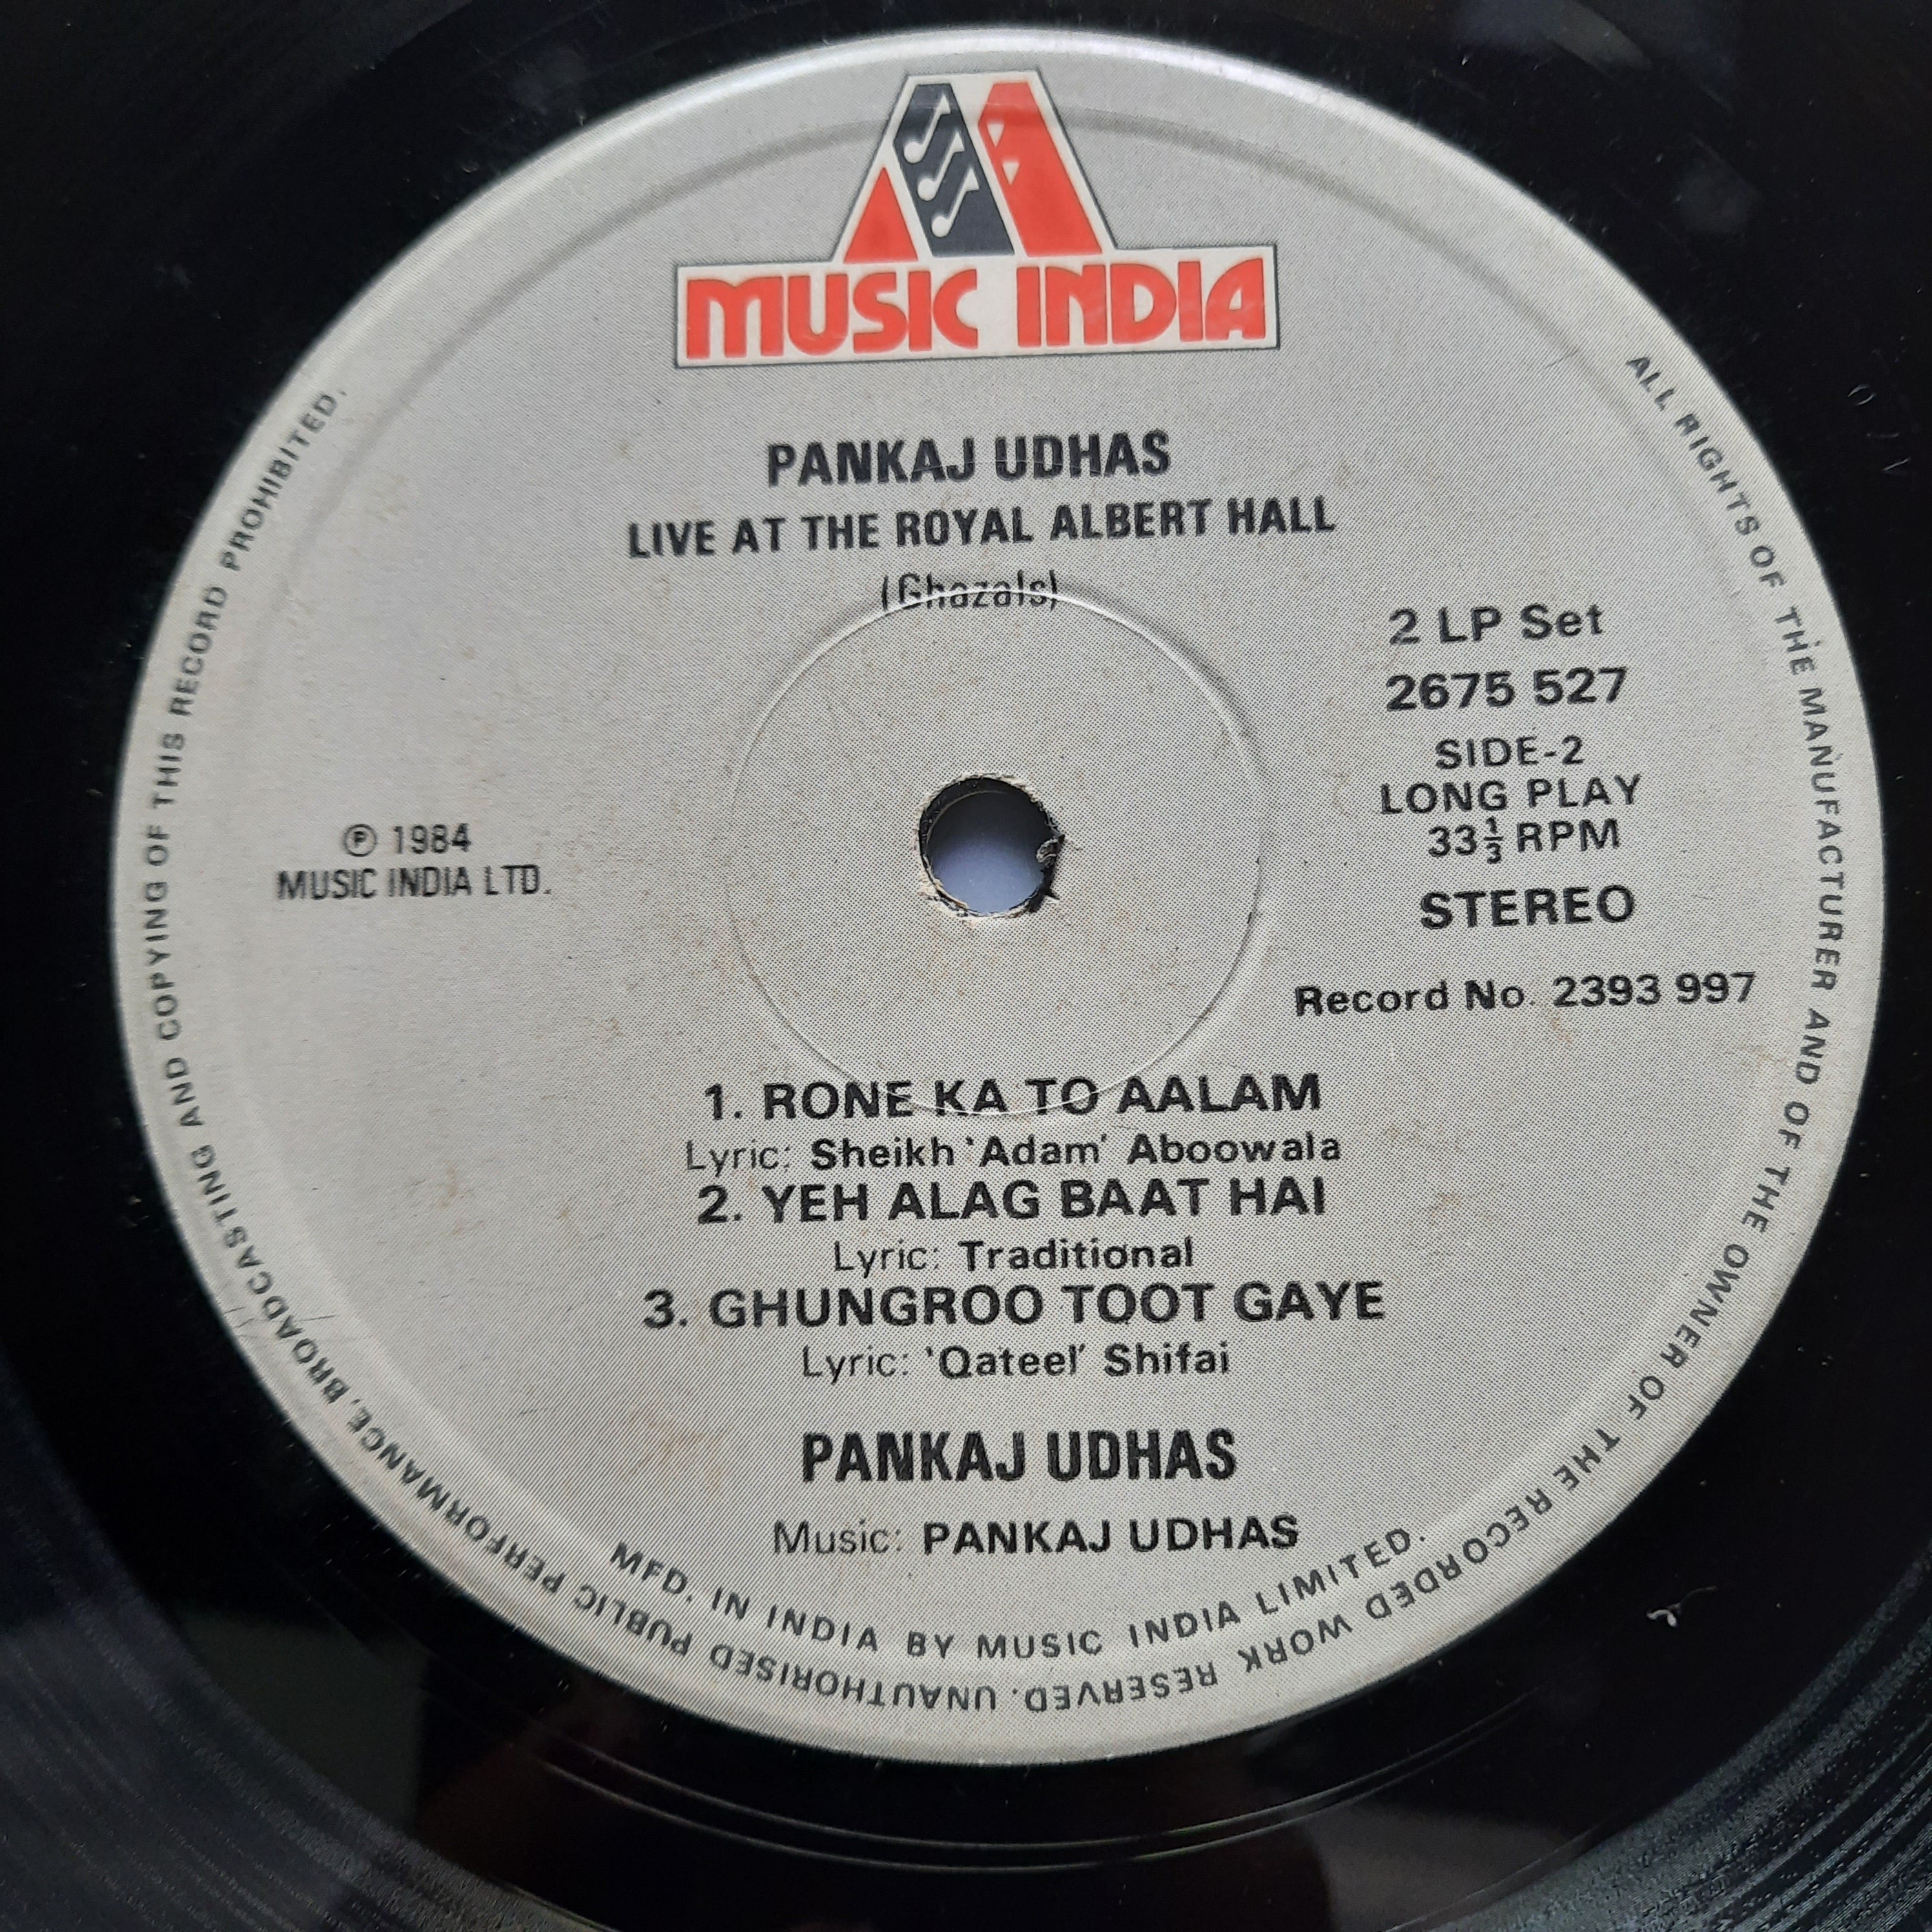 MUSIC INDIA
PANKAJ UDHAS
LIVE AT THE ROYAL ALBERT HALL
(Ghazals)
2 LP Set
2675 527
SIDE-2
LONG PLAY
33⅓ RPM
STEREO
Record No. 2393 997
℗ 1984
MUSIC INDIA LTD.
1. RONE KA TO AALAM
Lyric: Sheikh 'Adam' Aboowala
2. YEH ALAG BAAT HAI
Lyric: Traditional
3. GHUNGROO TOOT GAYE
Lyric: 'Qateel' Shifai
PANKAJ UDHAS
Music: PANKAJ UDHAS
MFD. IN INDIA BY MUSIC INDIA LIMITED.
ALL RIGHTS OF THE MANUFACTURER AND OF THE OWNER OF THE RECORDED WORK RESERVED. UNAUTHORISED PUBLIC PERFORMANCE, BROADCASTING AND COPYING OF THIS RECORD PROHIBITED.